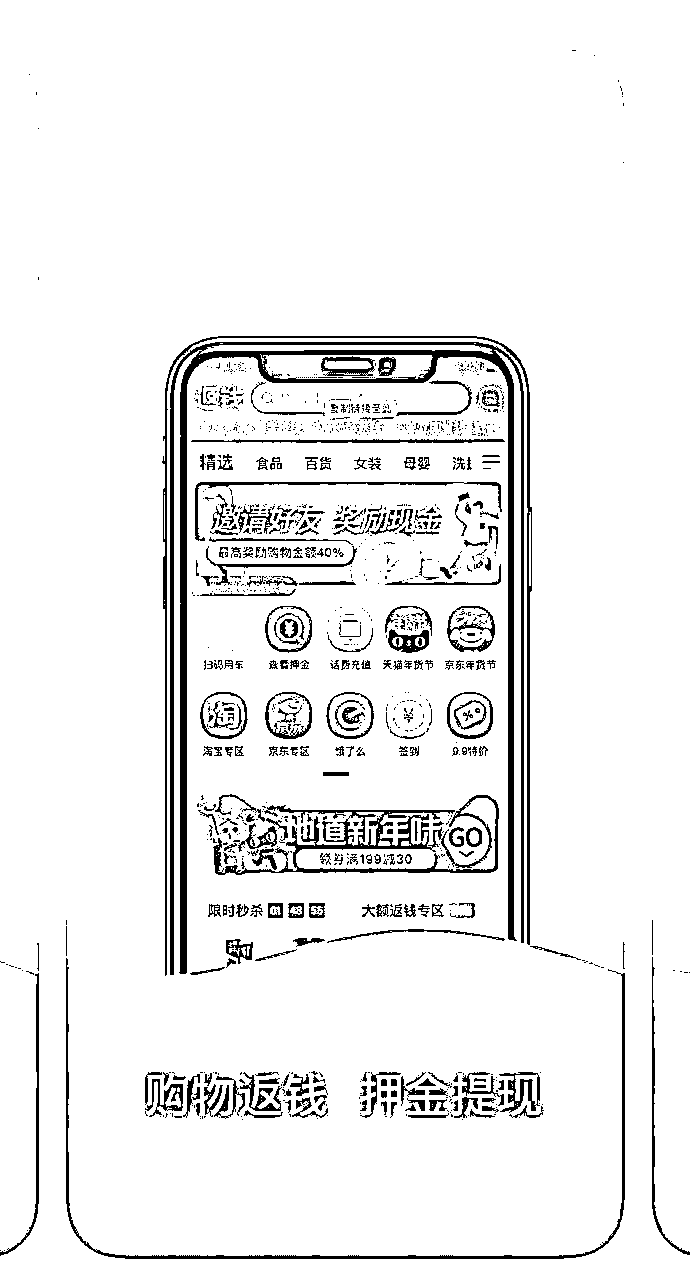 返钱
复制链接至此
精选 食品 百货 女装 母婴 洗
邀请好友 奖励现金
最高奖励购物金额40%
扫码用车 查看押金 话费充值 天猫年货节 京东年货节
淘宝专区 京东专区 饿了么 签到 9.9特价
地道新年味 GO
领券满199减30
限时秒杀 大额返钱专区
购物返钱 押金提现